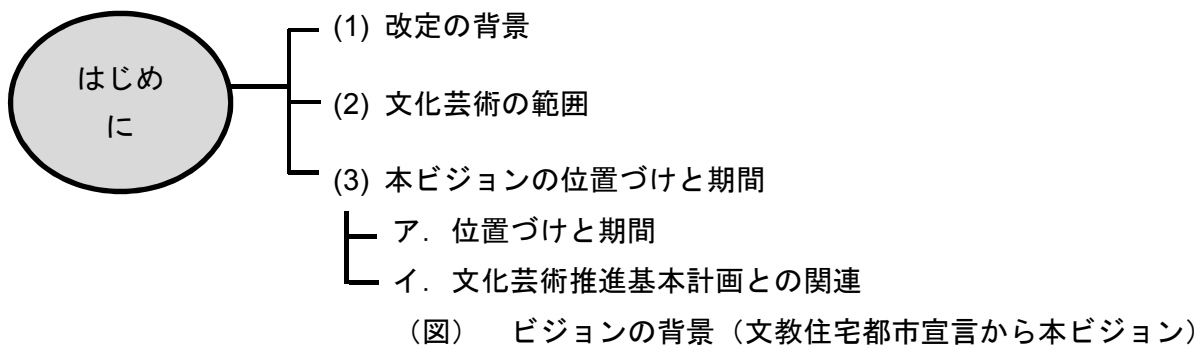 はじめ
に
(1) 改定の背景
(2) 文化芸術の範囲
(3) 本ビジョンの位置づけと期間
ア．位置づけと期間
イ．文化芸術推進基本計画との関連
（図）　ビジョンの背景（文教住宅都市宣言から本ビジョン）